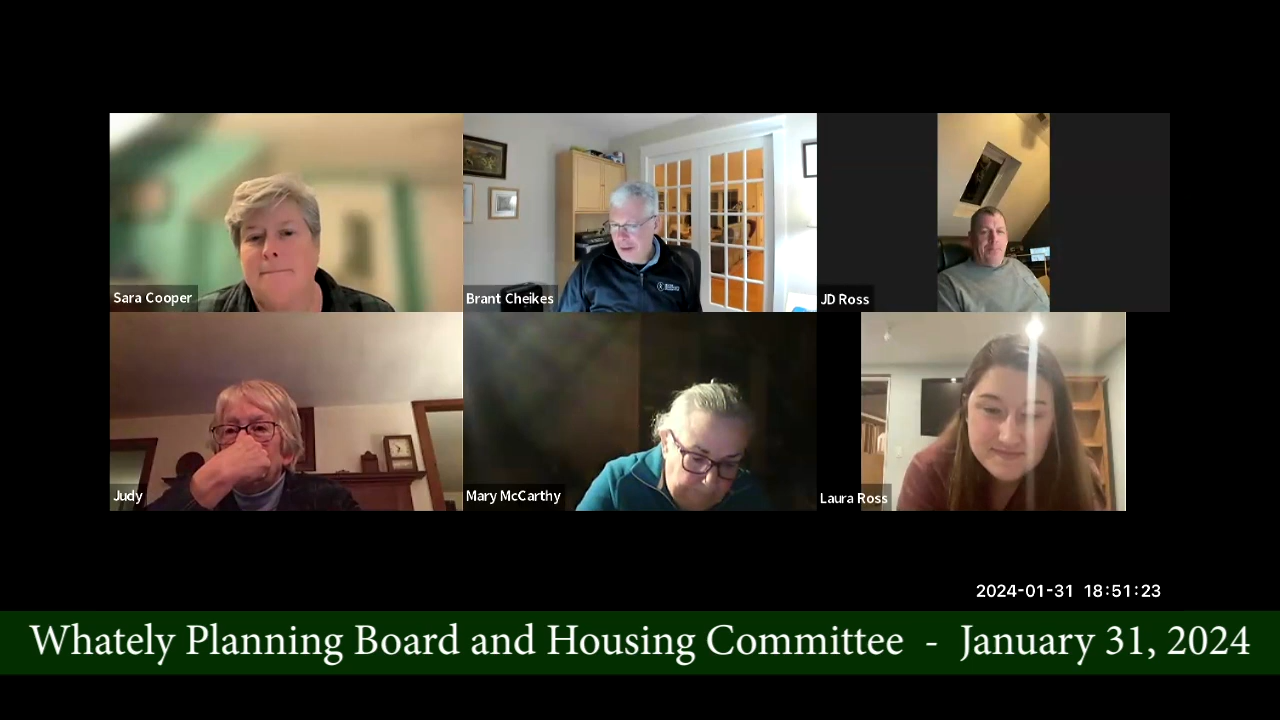 Sara Cooper
Brant Cheikes
JD Ross
Judy
Mary McCarthy
Laura Ross
2024-01-31 18:51:23
Whately Planning Board and Housing Committee - January 31, 2024